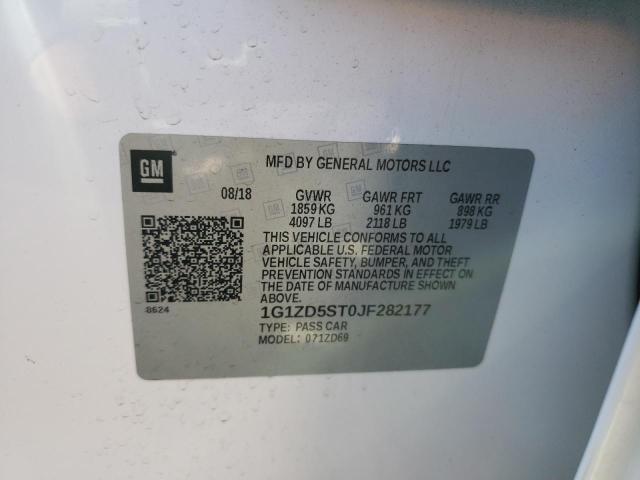 GM
MFD BY GENERAL MOTORS LLC
08/18 GVWR GAWR FRT GAWR RR
1859 KG 961 KG 898 KG
4097 LB 2118 LB 1979 LB
THIS VEHICLE CONFORMS TO ALL
APPLICABLE U.S. FEDERAL MOTOR
VEHICLE SAFETY, BUMPER, AND THEFT
PREVENTION STANDARDS IN EFFECT ON
THE DATE OF MANUFACTURE SHOWN
ABOVE.
8624
1G1ZD5ST0JF282177
TYPE: PASS CAR
MODEL: 071ZD69